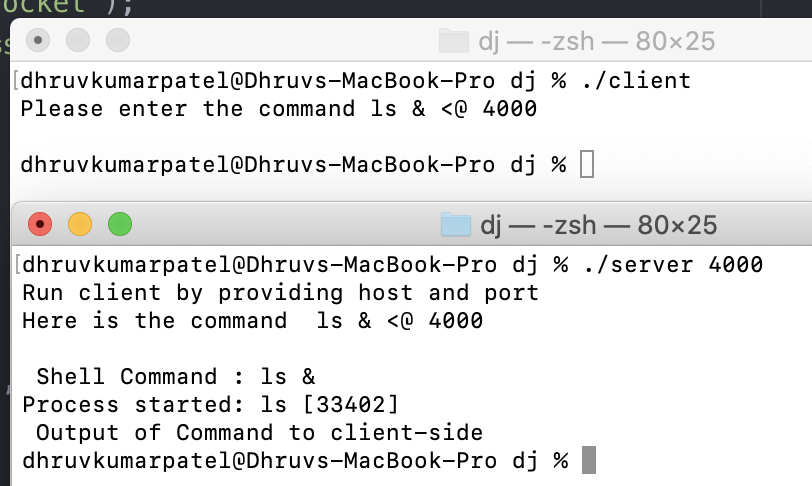 ocket");
dj — -zsh — 80×25
dhruvkumarpatel@Dhruvs-MacBook-Pro dj % ./client
Please enter the command ls & <@ 4000
dhruvkumarpatel@Dhruvs-MacBook-Pro dj %
dj — -zsh — 80×25
dhruvkumarpatel@Dhruvs-MacBook-Pro dj % ./server 4000
Run client by providing host and port
Here is the command  ls & <@ 4000
Shell Command : ls &
Process started: ls [33402]
Output of Command to client-side
dhruvkumarpatel@Dhruvs-MacBook-Pro dj %